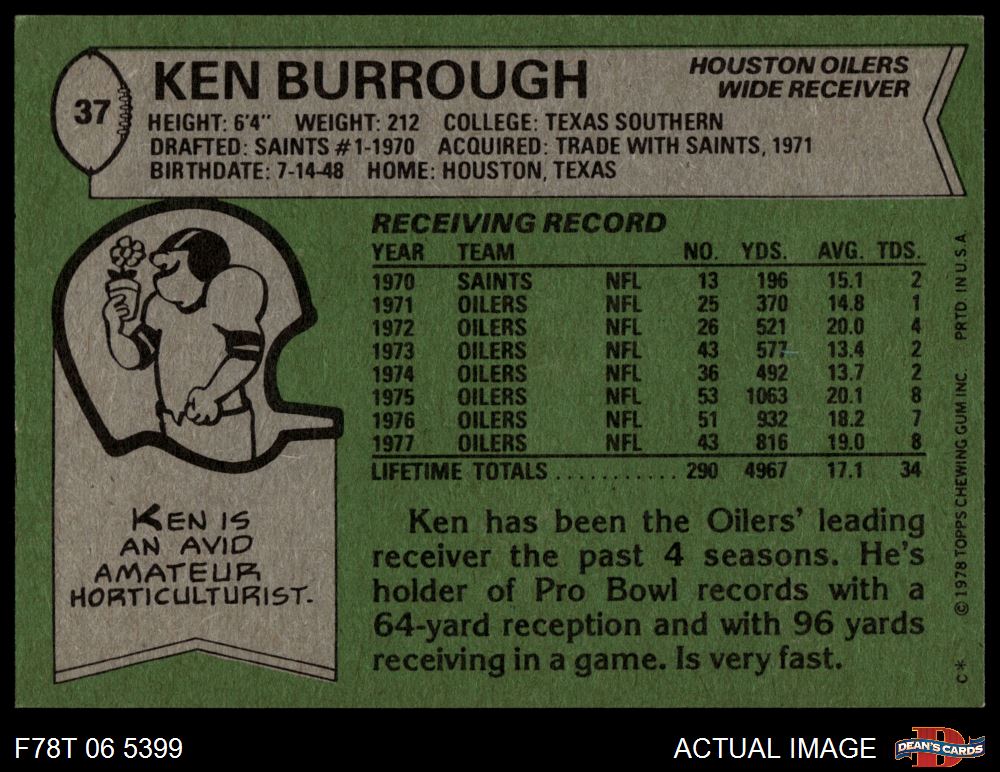 37
KEN BURROUGH
HOUSTON OILERS
WIDE RECEIVER
HEIGHT: 6'4" WEIGHT: 212 COLLEGE: TEXAS SOUTHERN
DRAFTED: SAINTS #1-1970 ACQUIRED: TRADE WITH SAINTS, 1971
BIRTHDATE: 7-14-48 HOME: HOUSTON, TEXAS
RECEIVING RECORD
YEAR TEAM NO. YDS. AVG. TDS.
1970 SAINTS NFL 13 196 15.1 2
1971 OILERS NFL 25 370 14.8 1
1972 OILERS NFL 26 521 20.0 4
1973 OILERS NFL 43 577 13.4 2
1974 OILERS NFL 36 492 13.7 2
1975 OILERS NFL 53 1063 20.1 8
1976 OILERS NFL 51 932 18.2 7
1977 OILERS NFL 43 816 19.0 8
LIFETIME TOTALS ........... 290 4967 17.1 34
KEN IS
AN AVID
AMATEUR
HORTICULTURIST.
Ken has been the Oilers' leading
receiver the past 4 seasons. He's
holder of Pro Bowl records with a
64-yard reception and with 96 yards
receiving in a game. Is very fast.
C* © 1978 TOPPS CHEWING GUM INC. PRTD IN U.S.A.
F78T 06 5399
ACTUAL IMAGE
D
DEAN'S CARDS